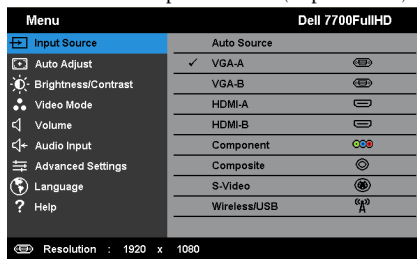 Menu
Dell 7700FullHD
Input Source
Auto Adjust
Brightness/Contrast
Video Mode
Volume
Audio Input
Advanced Settings
Language
Help
Auto Source
✓ VGA-A
VGA-B
HDMI-A
HDMI-B
Component
Composite
S-Video
Wireless/USB
Resolution : 1920 x 1080